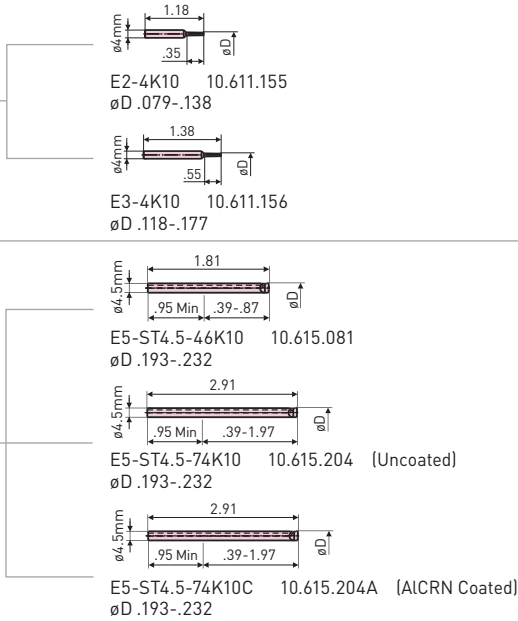 1.18
ø4mm
øD
.35
E2-4K10 10.611.155
øD .079-.138
1.38
ø4mm
øD
.55
E3-4K10 10.611.156
øD .118-.177
1.81
ø4.5mm
øD
.95 Min .39-.87
E5-ST4.5-46K10 10.615.081
øD .193-.232
2.91
ø4.5mm
øD
.95 Min .39-1.97
E5-ST4.5-74K10 10.615.204 (Uncoated)
øD .193-.232
2.91
ø4.5mm
øD
.95 Min .39-1.97
E5-ST4.5-74K10C 10.615.204A (AlCRN Coated)
øD .193-.232